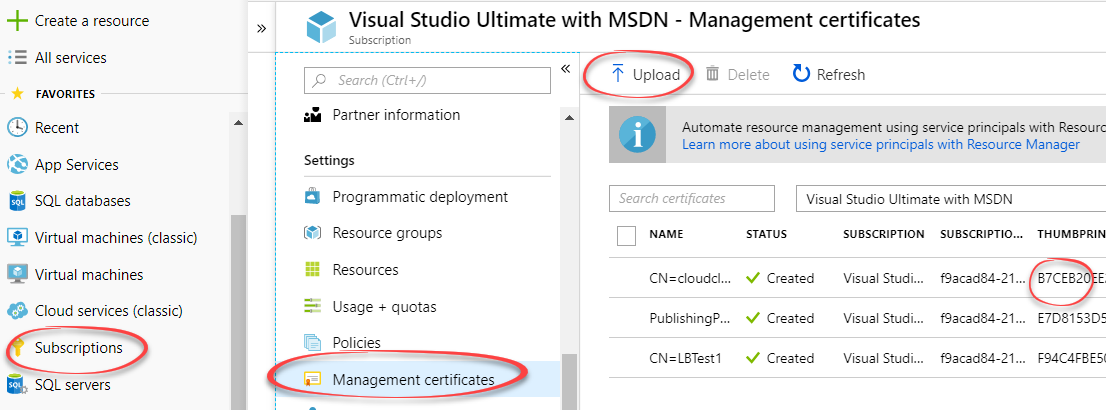 Create a resource
All services
FAVORITES
Recent
App Services
SQL databases
Virtual machines (classic)
Virtual machines
Cloud services (classic)
Subscriptions
SQL servers
»
Visual Studio Ultimate with MSDN - Management certificates
Subscription
Search (Ctrl+/)
«
Partner information
Settings
Programmatic deployment
Resource groups
Resources
Usage + quotas
Policies
Management certificates
Upload Delete Refresh
Automate resource management using service principals with Resourc
Learn more about using service principals with Resource Manager
Search certificates Visual Studio Ultimate with MSDN
NAME STATUS SUBSCRIPTION SUBSCRIPTIO... THUMBPRIN
CN=cloudcl... Created Visual Studi... f9acad84-21... B7CEB20EE
PublishingP... Created Visual Studi... f9acad84-21... E7D8153D5
CN=LBTest1 Created Visual Studi... f9acad84-21... F94C4FBE50